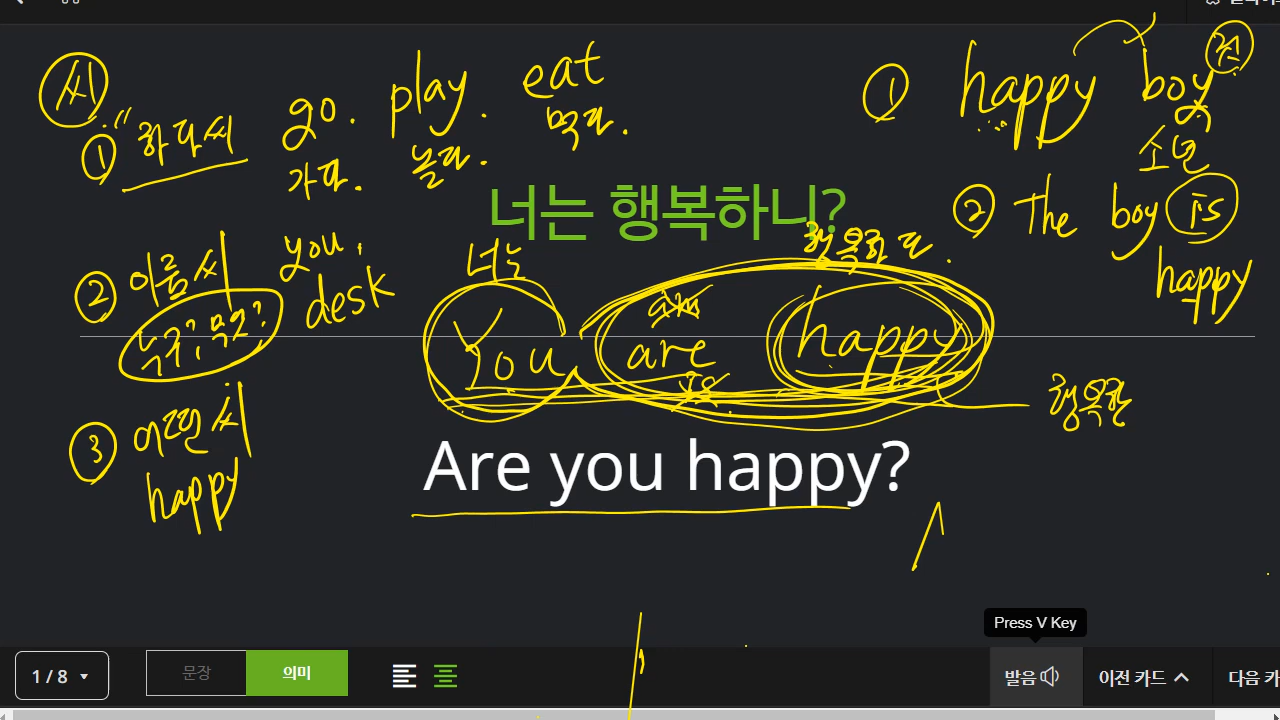 씨
① "하다씨
go. play. eat
가다. 놀다. 먹다.
② 이름씨 you, desk
누구? 무엇?
③ 어떤씨
happy
① happy boy
소년
② The boy is
happy
너는 행복하니?
너는 행복한 다.
You are happy
am
is
행복한
Are you happy?
Press V Key
1 / 8
문장
의미
발음
이전 카드
다음 카